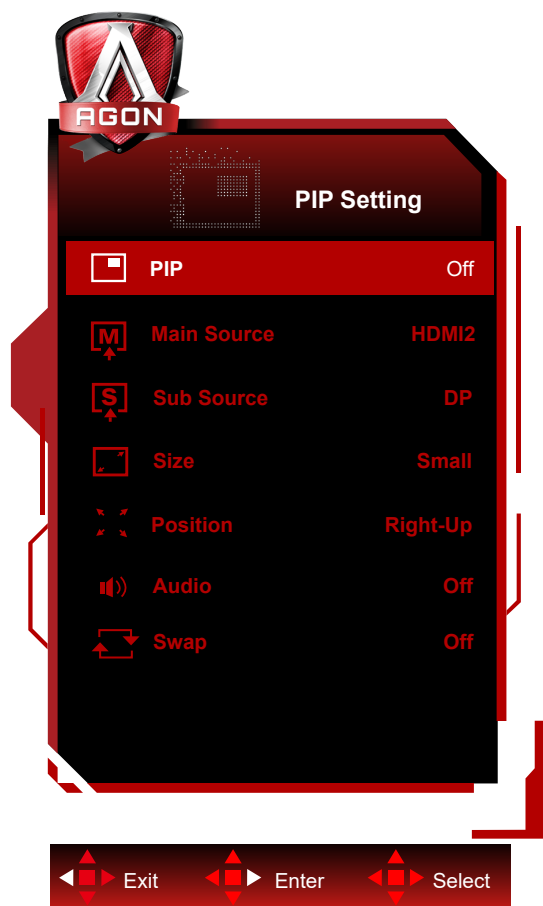 AGON
PIP Setting
PIP Off
M Main Source HDMI2
S Sub Source DP
Size Small
Position Right-Up
Audio Off
Swap Off
Exit Enter Select